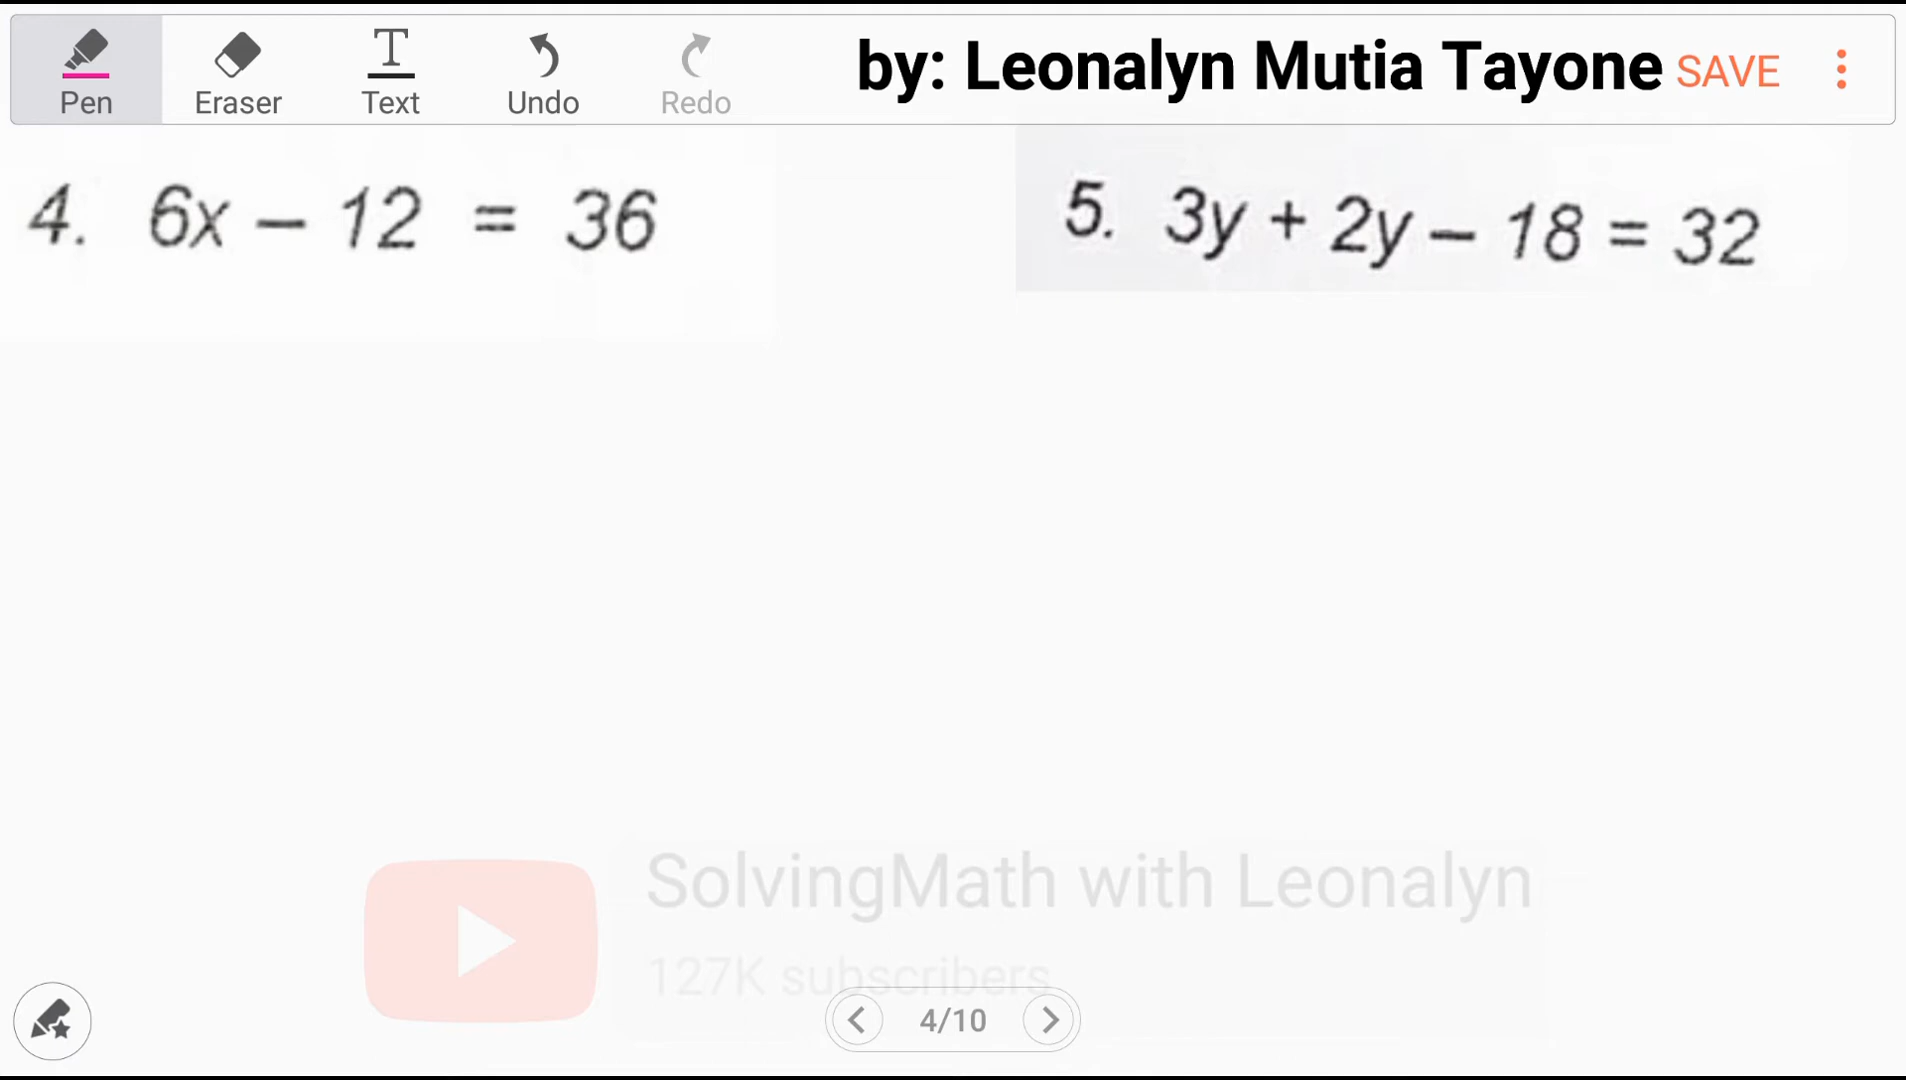 Pen Eraser Text Undo Redo by: Leonalyn Mutia Tayone SAVE
4. 6x – 12 = 36
5. 3y + 2y – 18 = 32
SolvingMath with Leonalyn
127K subscribers
4/10